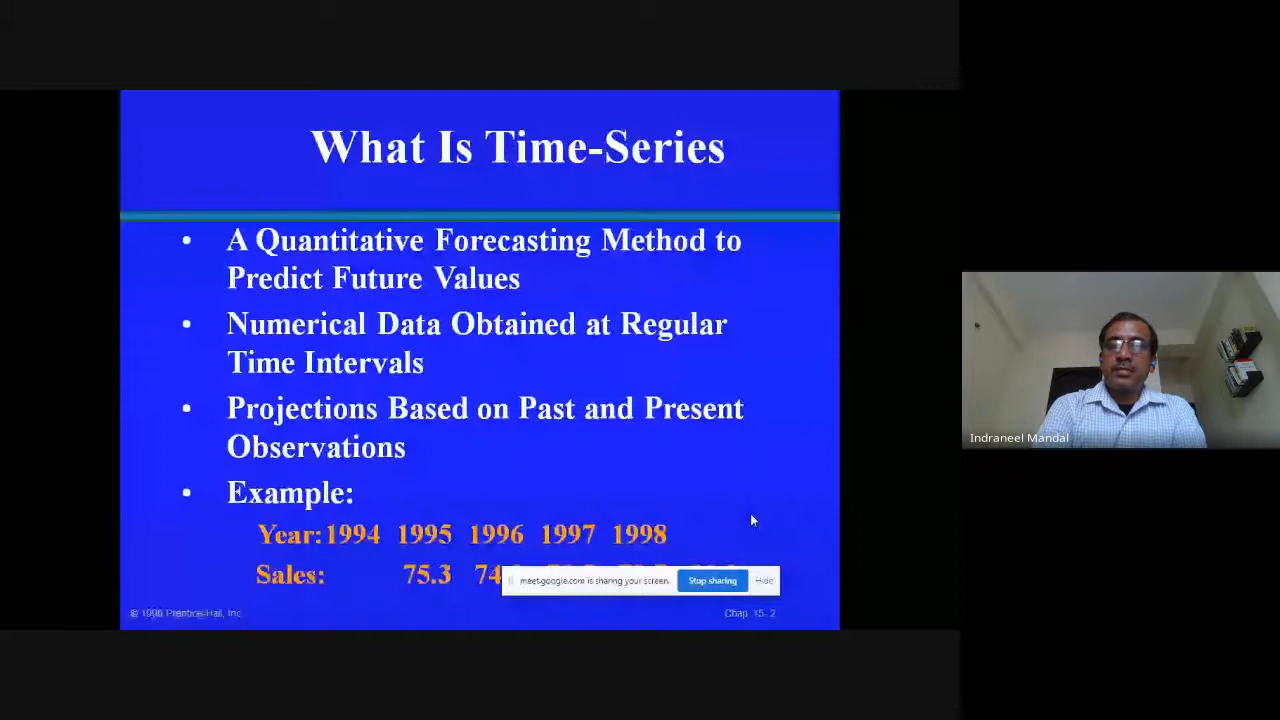 What Is Time-Series
• A Quantitative Forecasting Method to
Predict Future Values
• Numerical Data Obtained at Regular
Time Intervals
• Projections Based on Past and Present
Observations
• Example:
Year:1994 1995 1996 1997 1998
Sales: 75.3 74
meet.google.com is sharing your screen.
Stop sharing
Hide
Prentice-Hall, Inc.
Chap 15-2
Indraneel Mandal